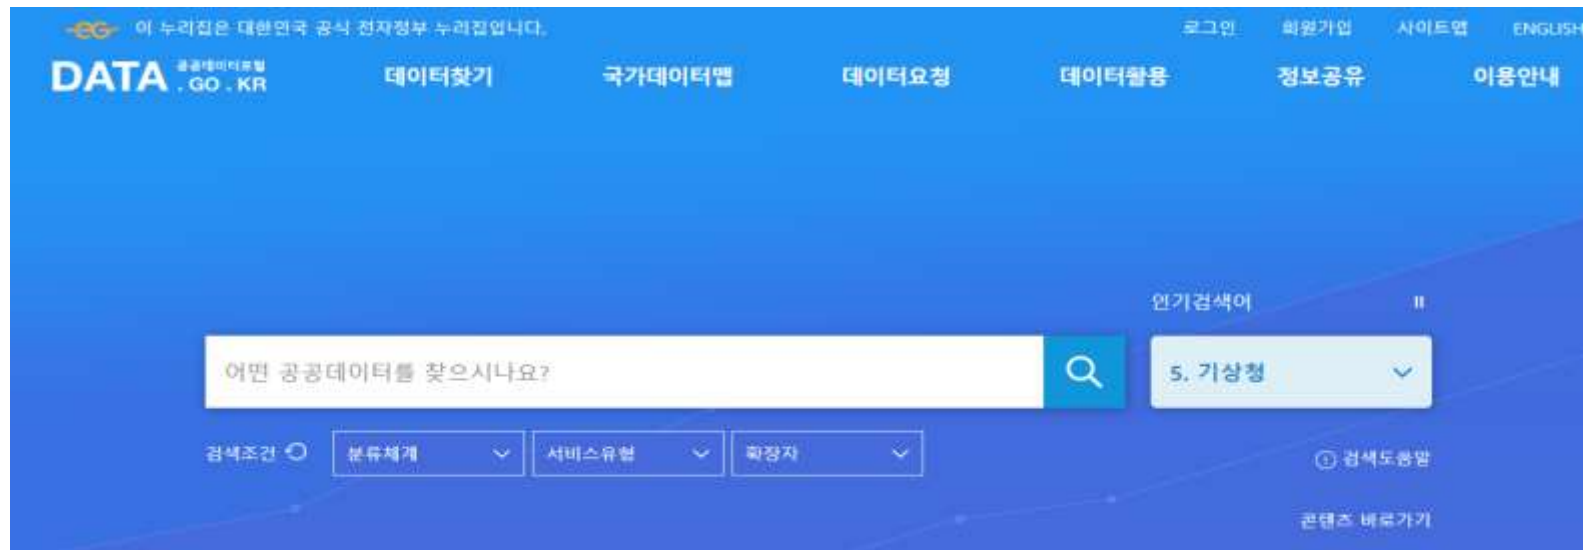 이 누리집은 대한민국 공식 전자정부 누리집입니다.
로그인 회원가입 사이트맵 ENGLISH
DATA 공공데이터포털 .GO.KR 데이터찾기 국가데이터맵 데이터요청 데이터활용 정보공유 이용안내
인기검색어
어떤 공공데이터를 찾으시나요? 5. 기상청
검색조건 분류체계 서비스유형 확장자
검색도움말
콘텐츠 바로가기